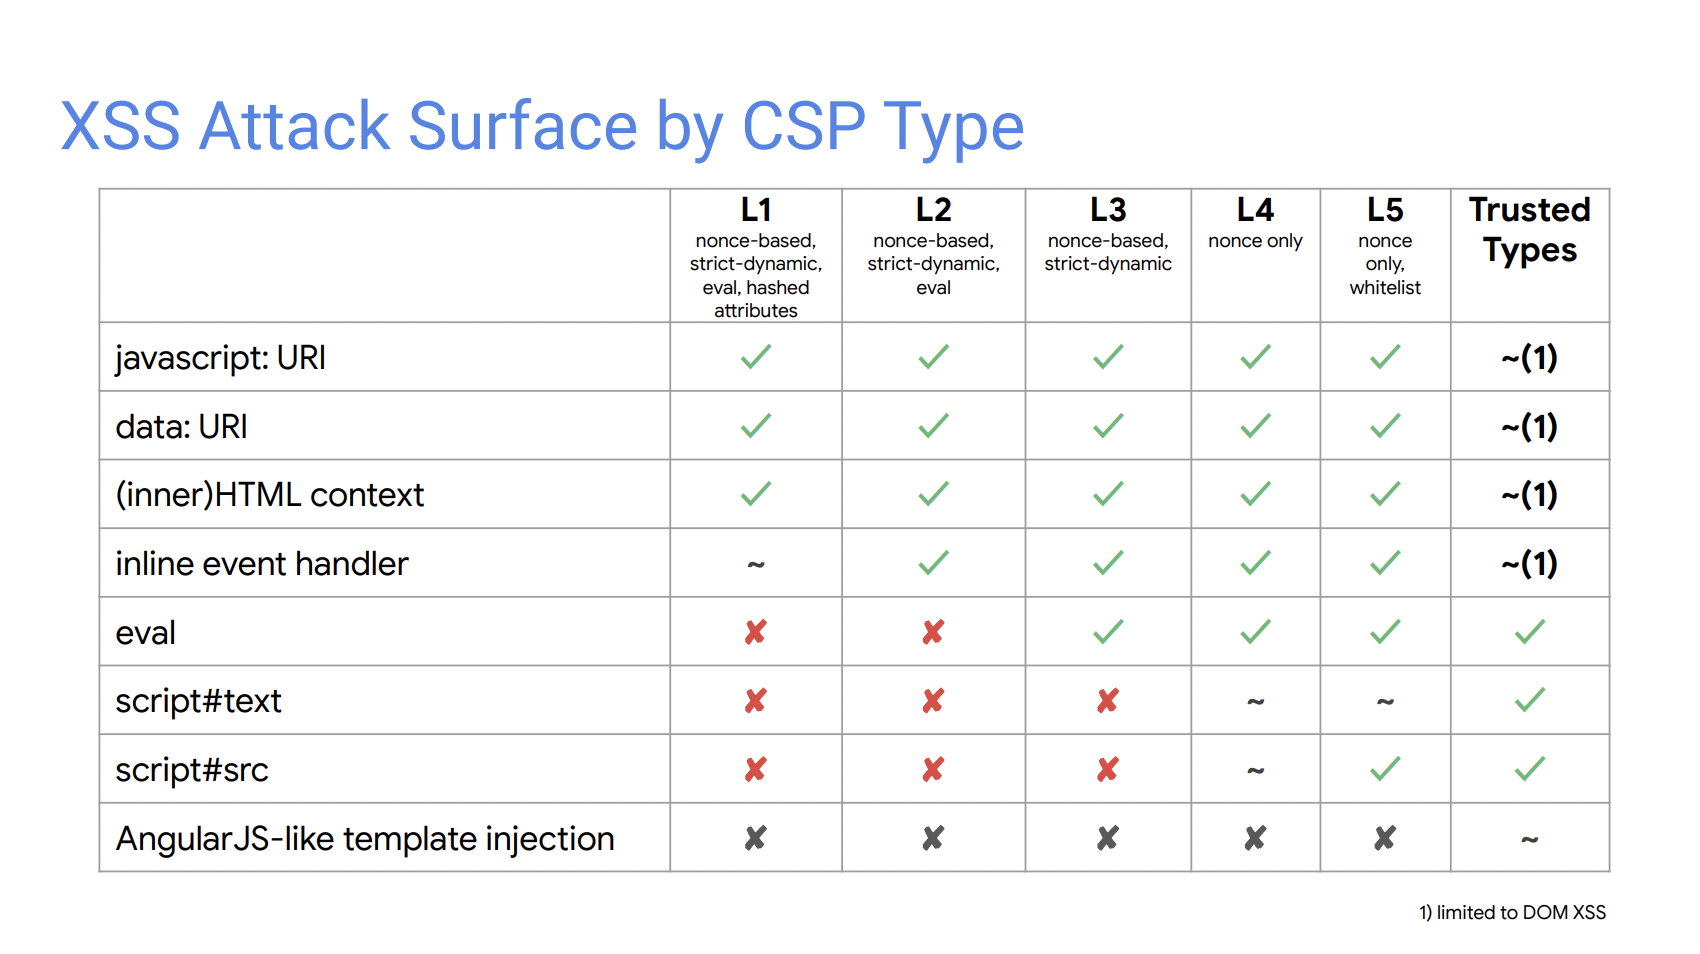 XSS Attack Surface by CSP Type
L1
nonce-based,
strict-dynamic,
eval, hashed
attributes
L2
nonce-based,
strict-dynamic,
eval
L3
nonce-based,
strict-dynamic
L4
nonce only
L5
nonce
only,
whitelist
Trusted
Types
javascript: URI ✓ ✓ ✓ ✓ ✓ ~(1)
data: URI ✓ ✓ ✓ ✓ ✓ ~(1)
(inner)HTML context ✓ ✓ ✓ ✓ ✓ ~(1)
inline event handler ~ ✓ ✓ ✓ ✓ ~(1)
eval ✘ ✘ ✓ ✓ ✓ ✓
script#text ✘ ✘ ✘ ~ ~ ✓
script#src ✘ ✘ ✘ ~ ✓ ✓
AngularJS-like template injection ✘ ✘ ✘ ✘ ✘ ~
1) limited to DOM XSS